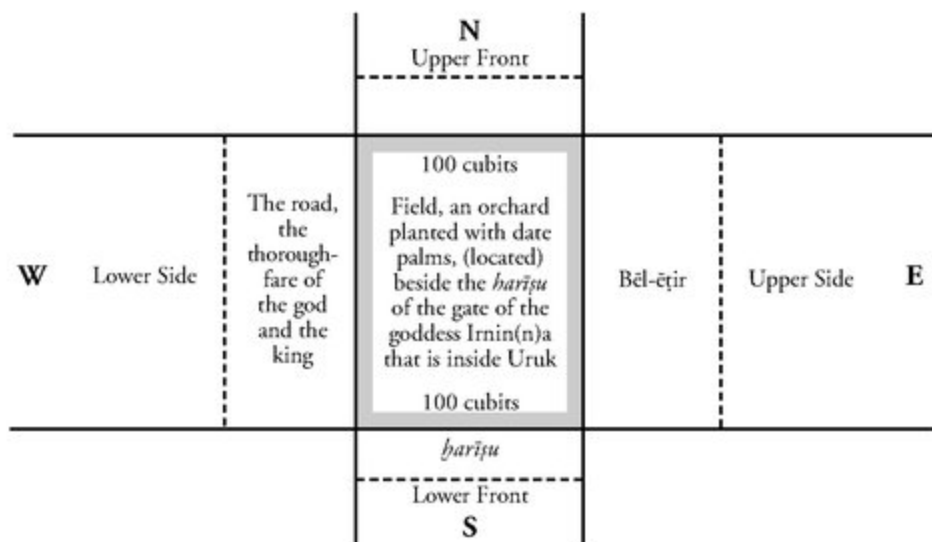 N
Upper Front
100 cubits
The road,
the
thorough-
fare of
the god
and the
king
Field, an orchard
planted with date
palms, (located)
beside the ḫarīṣu
of the gate of the
goddess Irnin(n)a
that is inside Uruk
W
Lower Side
Bēl-ēṭir
Upper Side
E
100 cubits
ḫarīṣu
Lower Front
S